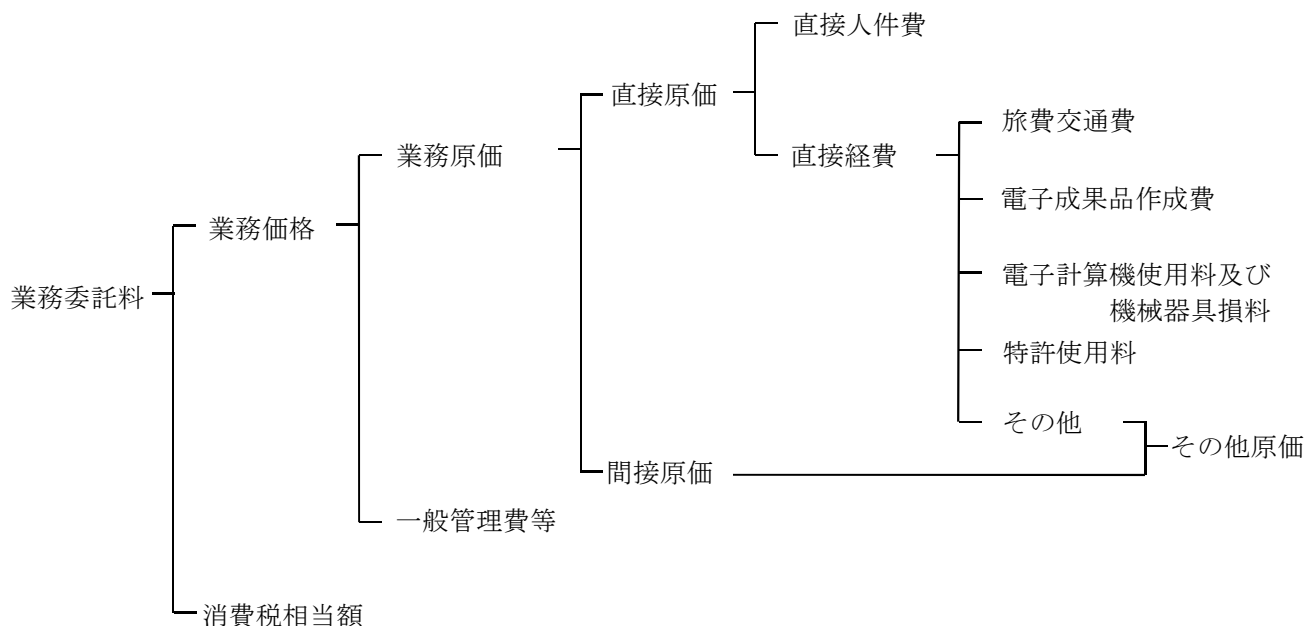 直接人件費
直接原価
旅費交通費
業務原価
直接経費
電子成果品作成費
業務価格
電子計算機使用料及び
機械器具損料
業務委託料
特許使用料
その他
その他原価
間接原価
一般管理費等
消費税相当額